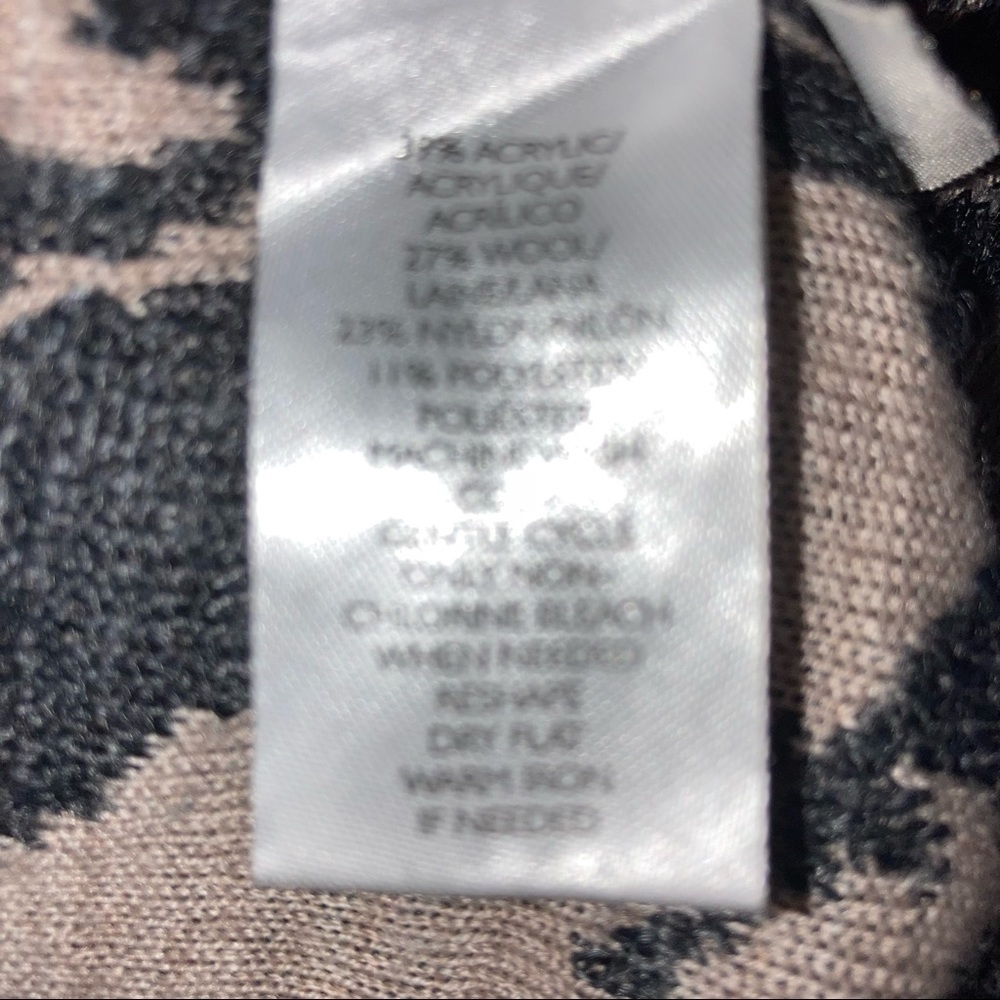 39% ACRYLIC/
ACRYLIQUE/
ACRÍLICO
27% WOOL/
LAINE/LANA
23% NYLON/NILÓN
11% POLYESTER/
POLIÉSTER
MACHINE WASH
GENTLE CYCLE
ONLY NON-
CHLORINE BLEACH
WHEN NEEDED
RESHAPE
DRY FLAT
WARM IRON
IF NEEDED